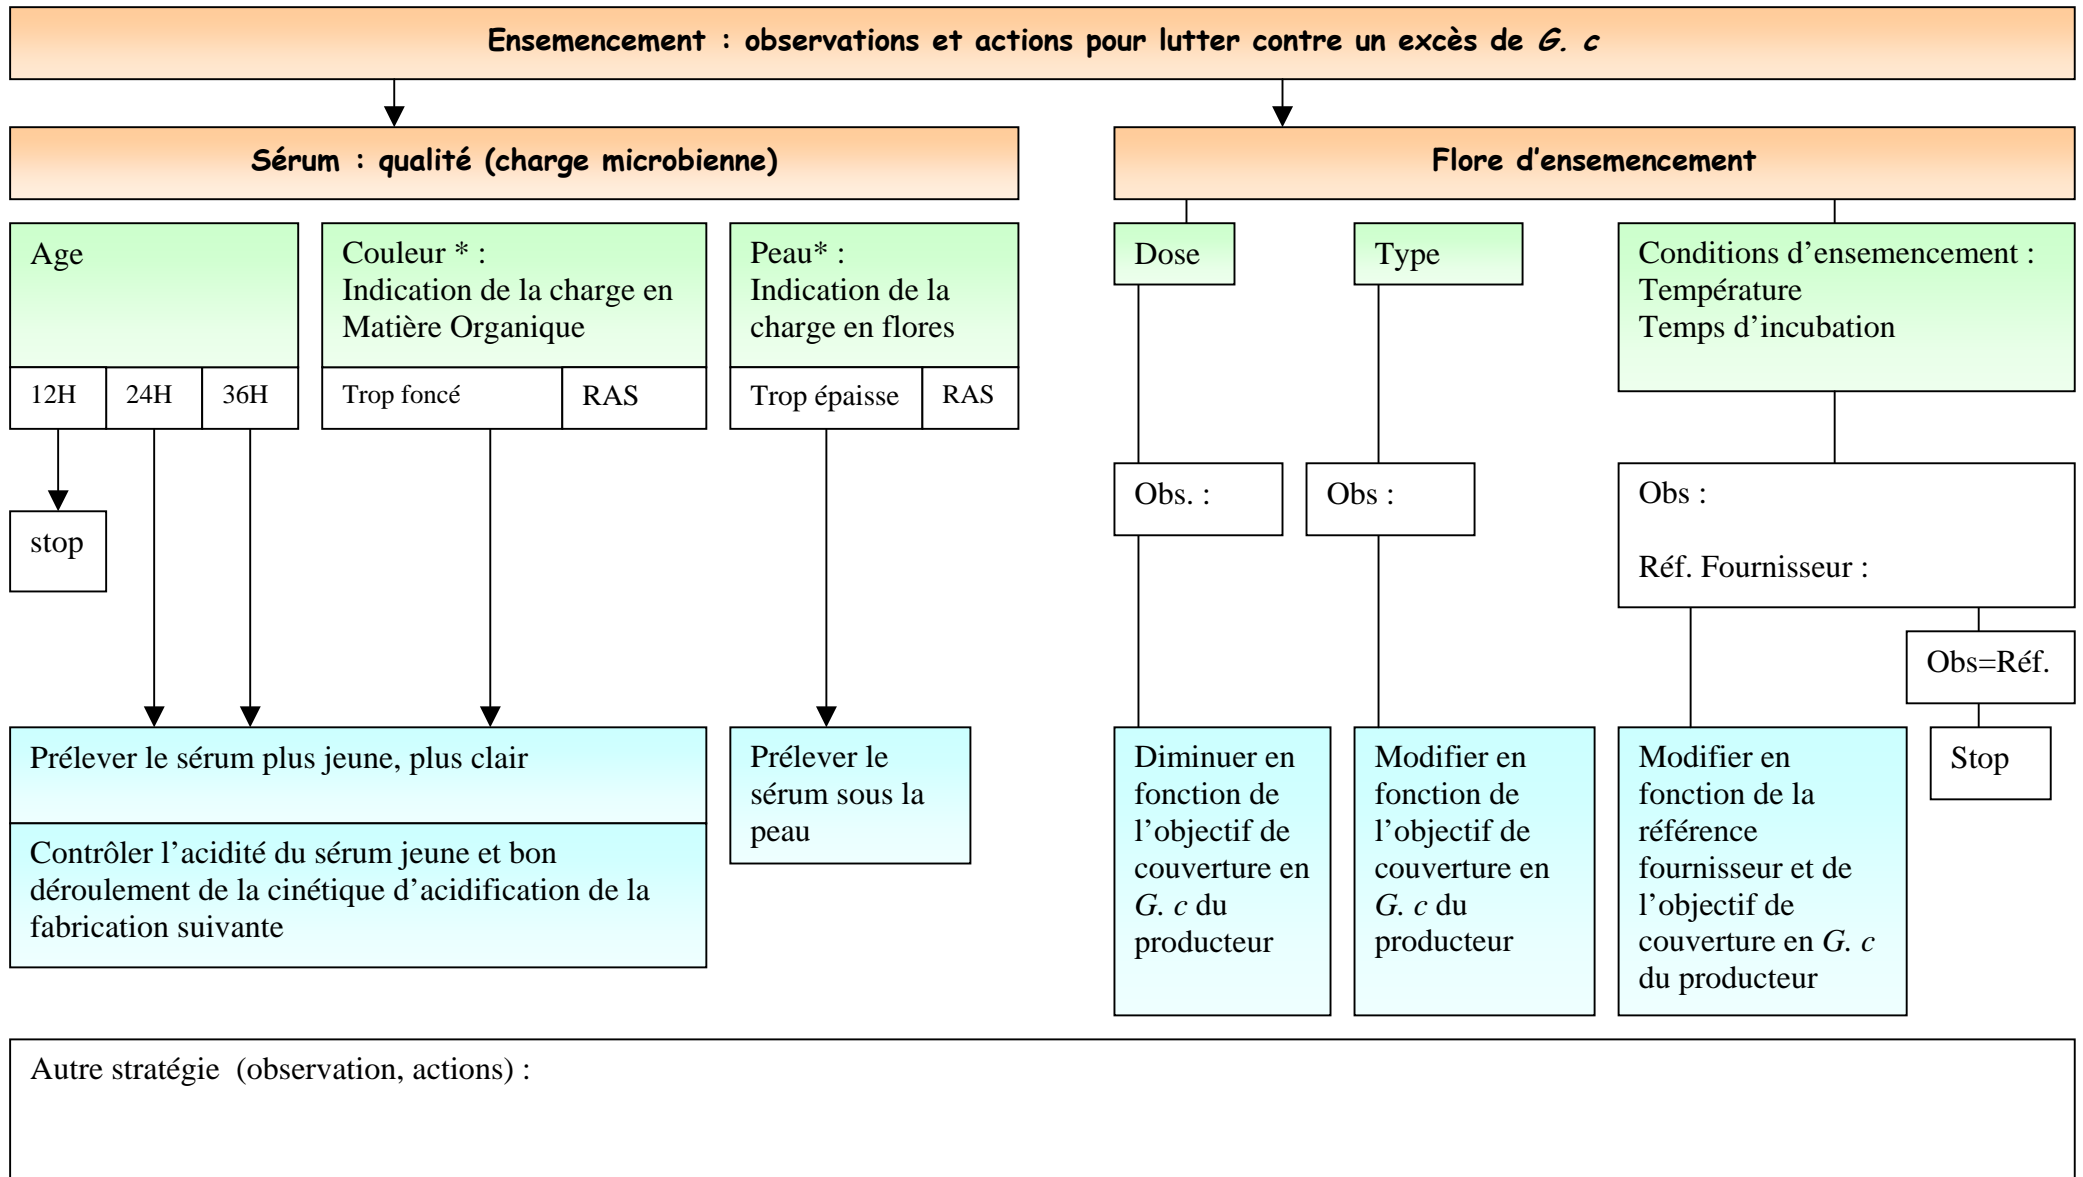 Ensemencement : observations et actions pour lutter contre un excès de G. c
Sérum : qualité (charge microbienne)
Flore d’ensemencement
Age
Couleur * :
Indication de la charge en
Matière Organique
Peau* :
Indication de la
charge en flores
Dose
Type
Conditions d’ensemencement :
Température
Temps d’incubation
12H
24H
36H
Trop foncé
RAS
Trop épaisse
RAS
Obs. :
Obs :
Obs :
Réf. Fournisseur :
stop
Obs=Réf.
Prélever le sérum plus jeune, plus clair
Contrôler l’acidité du sérum jeune et bon
déroulement de la cinétique d’acidification de la
fabrication suivante
Prélever le
sérum sous la
peau
Diminuer en
fonction de
l’objectif de
couverture en
G. c du
producteur
Modifier en
fonction de
l’objectif de
couverture en
G. c du
producteur
Modifier en
fonction de la
référence
fournisseur et de
l’objectif de
couverture en G. c
du producteur
Stop
Autre stratégie (observation, actions) :